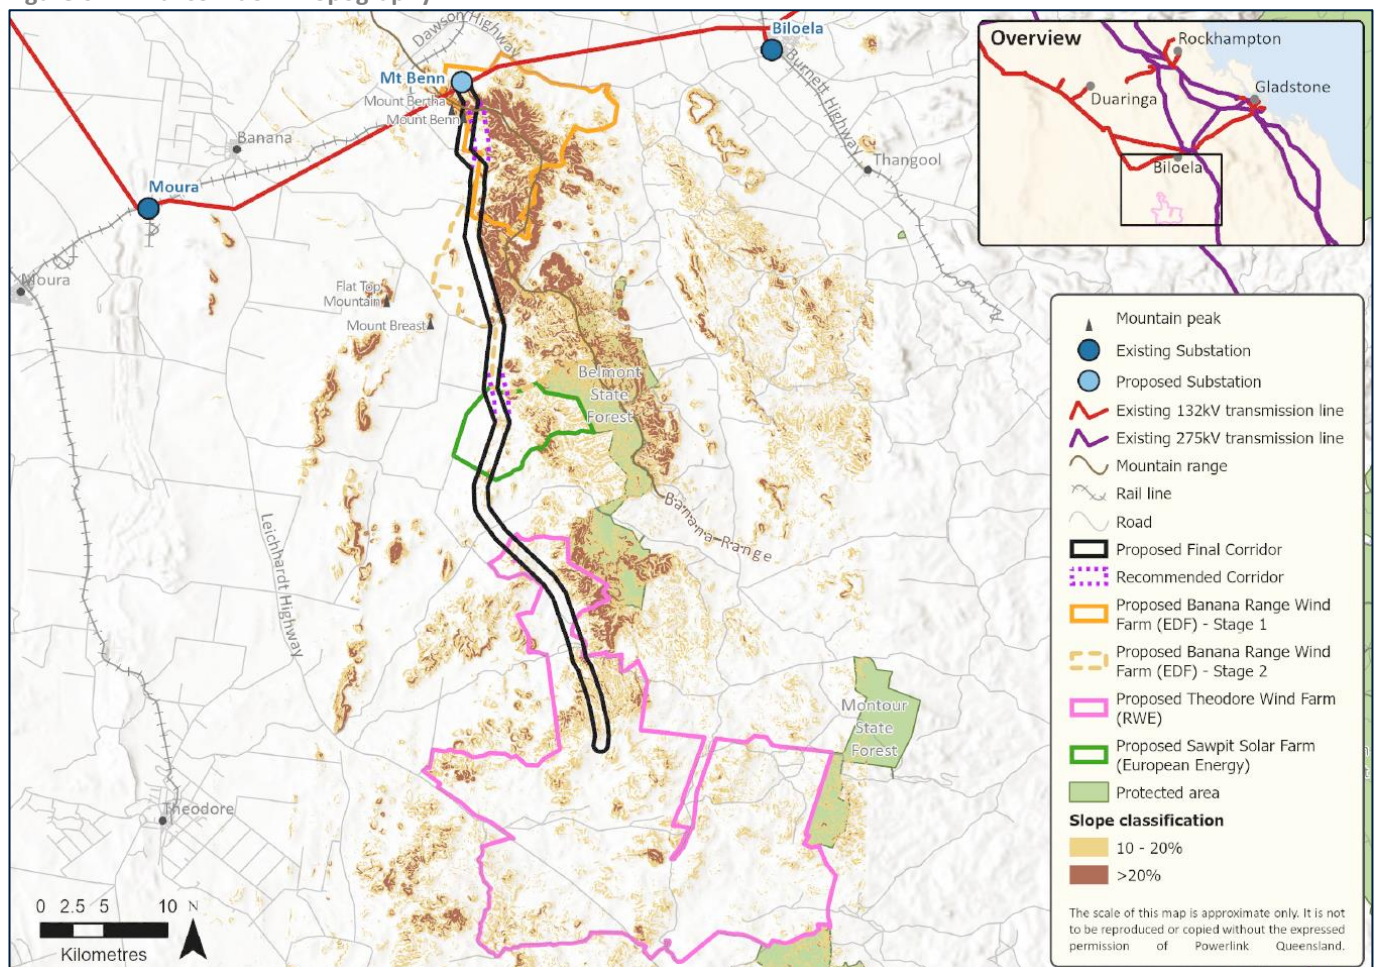 Dawson Highway
Biloela
Burnett Highway
Mt Benn
Mount Bertha
Mount Benn
Banana
Thangool
Moura
Moura
Flat Top
Mountain
Mount Breast
Belmont
State
Forest
Banana Range
Leichhardt Highway
Montour
State
Forest
Theodore
0 2.5 5 10 N
Kilometres
Overview
Rockhampton
Duaringa
Gladstone
Biloela
Mountain peak
Existing Substation
Proposed Substation
Existing 132kV transmission line
Existing 275kV transmission line
Mountain range
Rail line
Road
Proposed Final Corridor
Recommended Corridor
Proposed Banana Range Wind
Farm (EDF) - Stage 1
Proposed Banana Range Wind
Farm (EDF) - Stage 2
Proposed Theodore Wind Farm
(RWE)
Proposed Sawpit Solar Farm
(European Energy)
Protected area
Slope classification
10 - 20%
>20%
The scale of this map is approximate only. It is not
to be reproduced or copied without the expressed
permission of Powerlink Queensland.